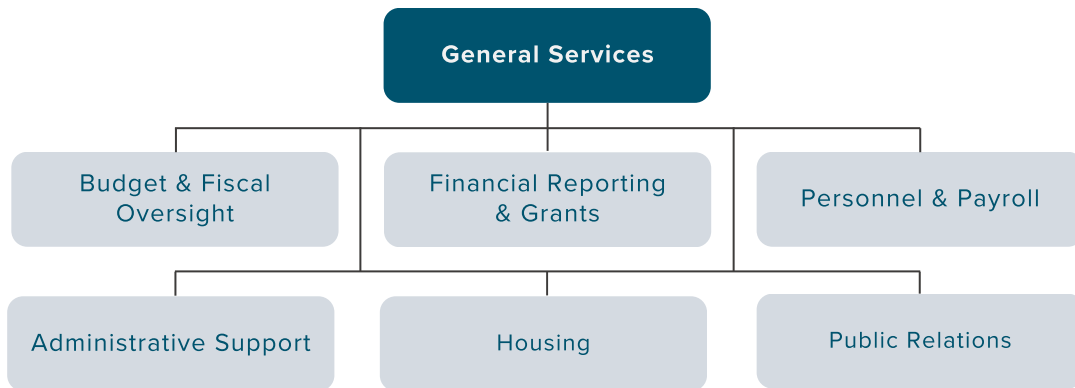 General Services
Budget & Fiscal
Oversight
Financial Reporting
& Grants
Personnel & Payroll
Administrative Support
Housing
Public Relations